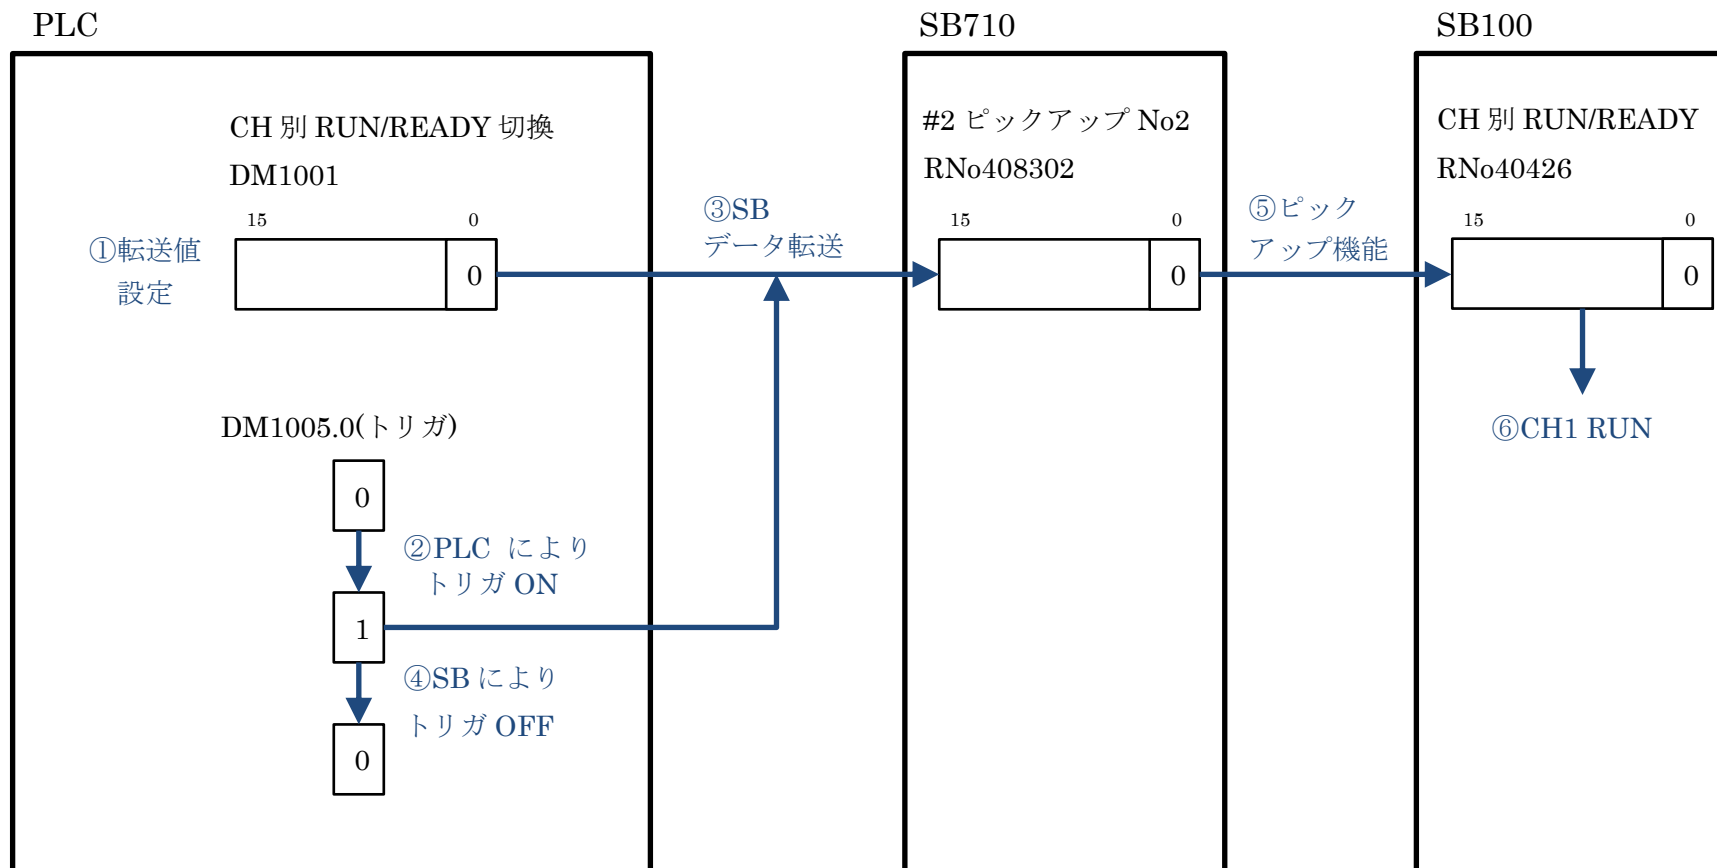 PLC
SB710
SB100
CH 別 RUN/READY 切換
DM1001
15 0
①転送値
設定
0
③SB
データ転送
#2 ピックアップ No2
RNo408302
15 0
0
⑤ピック
アップ機能
CH 別 RUN/READY
RNo40426
15 0
0
⑥CH1 RUN
DM1005.0(トリガ)
0
②PLC により
トリガ ON
1
④SB により
トリガ OFF
0